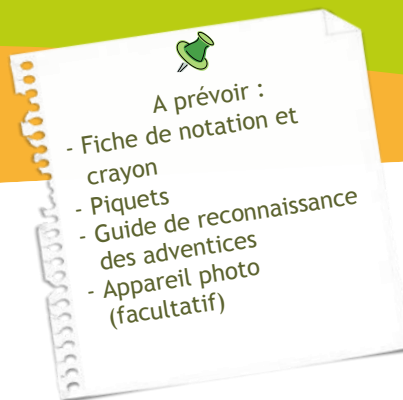 A prévoir :
- Fiche de notation et
crayon
- Piquets
- Guide de reconnaissance
des adventices
- Appareil photo
(facultatif)